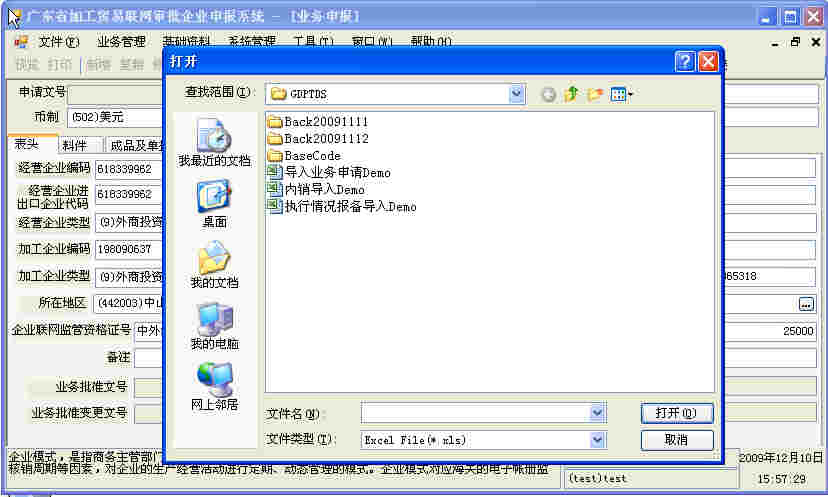 广东省加工贸易联网审批企业申报系统 - [业务申报]
文件(F) 业务管理 基础资料 系统管理 工具(T) 窗口(W) 帮助(H)
预览 打印 新增 复制
打开
申请文号
查找范围(I): GDPTDS
币制 (502)美元
表头 料件 成品及单
Back20091111
Back20091112
BaseCode
导入业务申请Demo
内销导入Demo
执行情况报备导入Demo
我最近的文档
桌面
我的文档
我的电脑
网上邻居
经营企业编码 618339962
经营企业进
出口企业代码 618339962
经营企业类型 (9)外商投资
加工企业编码 198090637
加工企业类型 (9)外商投资 65318
所在地区 (442003)中山 ...
企业联网监管资格证号 中外 25000
备注
业务批准文号
业务批准变更文号
文件名(N): 打开(O)
文件类型(T): Excel File(*.xls) 取消
企业模式，是指商务主管部门 2009年12月10日
核销周期等因素，对企业的生产经营活动进行定期、动态管理的模式。企业模式对应海关的电子帐册监 (test)test 15:57:29